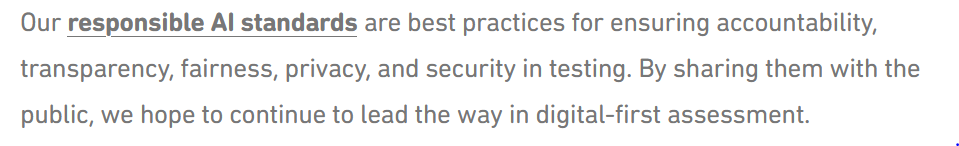 Our responsible AI standards are best practices for ensuring accountability,
transparency, fairness, privacy, and security in testing. By sharing them with the
public, we hope to continue to lead the way in digital-first assessment.